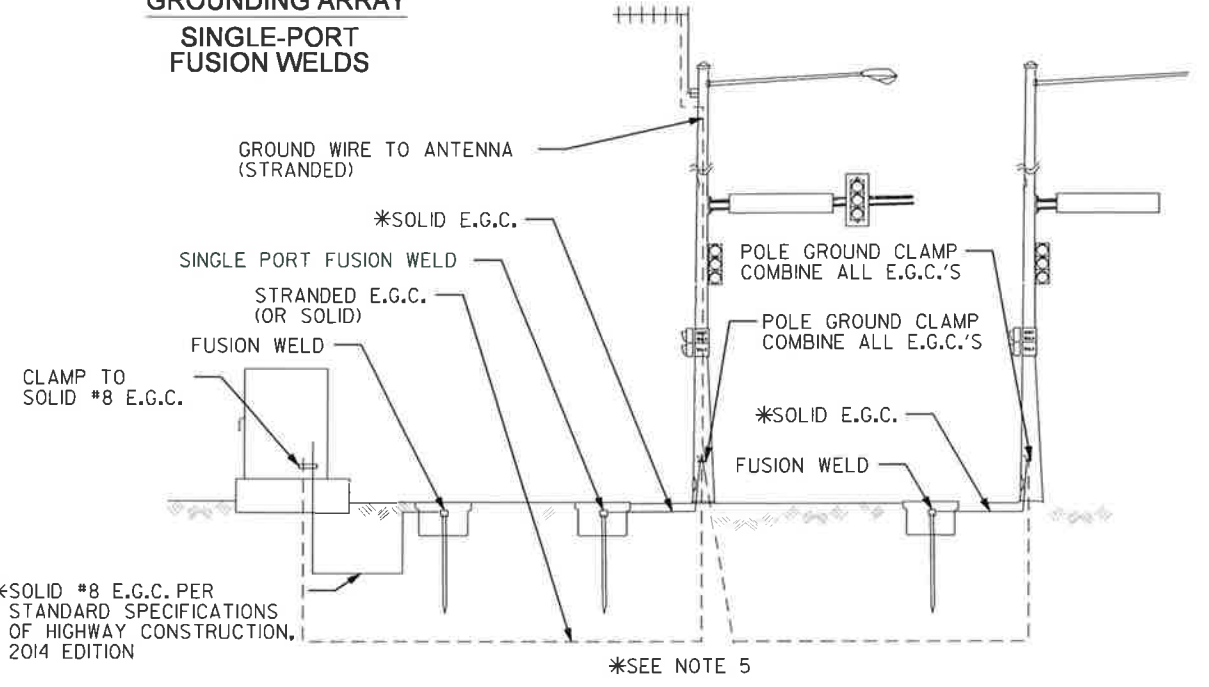 GROUNDING ARRAY
SINGLE-PORT
FUSION WELDS
GROUND WIRE TO ANTENNA
(STRANDED)
*SOLID E.G.C.
SINGLE PORT FUSION WELD
STRANDED E.G.C.
(OR SOLID)
FUSION WELD
CLAMP TO
SOLID #8 E.G.C.
POLE GROUND CLAMP
COMBINE ALL E.G.C.'S
POLE GROUND CLAMP
COMBINE ALL E.G.C.'S
*SOLID E.G.C.
FUSION WELD
*SOLID #8 E.G.C. PER
STANDARD SPECIFICATIONS
OF HIGHWAY CONSTRUCTION,
2014 EDITION
*SEE NOTE 5